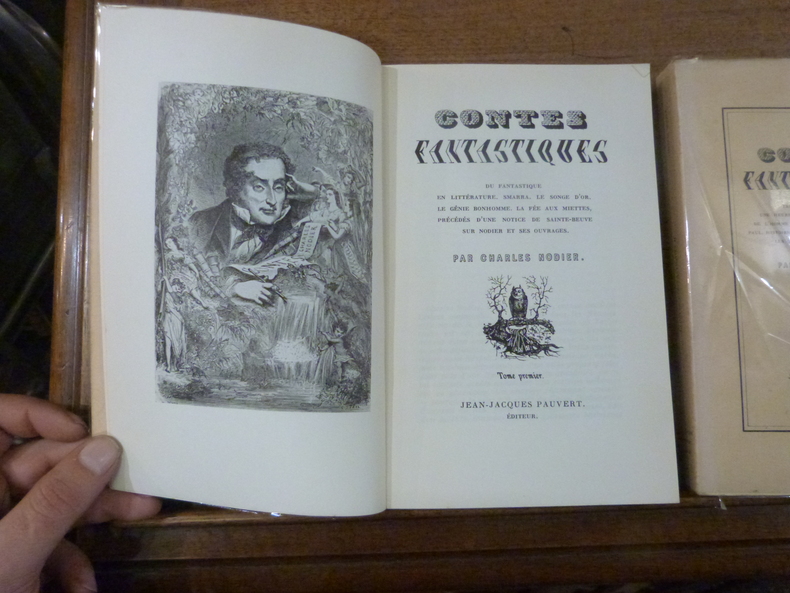 CONTES
FANTASTIQUES
DU FANTASTIQUE
EN LITTÉRATURE. SMARRA. LE SONGE D'OR.
LE GÉNIE BONHOMME. LA FÉE AUX MIETTES,
PRÉCÉDÉS D'UNE NOTICE DE SAINTE-BEUVE
SUR NODIER ET SES OUVRAGES.
PAR CHARLES NODIER.
Tome premier.
JEAN-JACQUES PAUVERT.
ÉDITEUR.